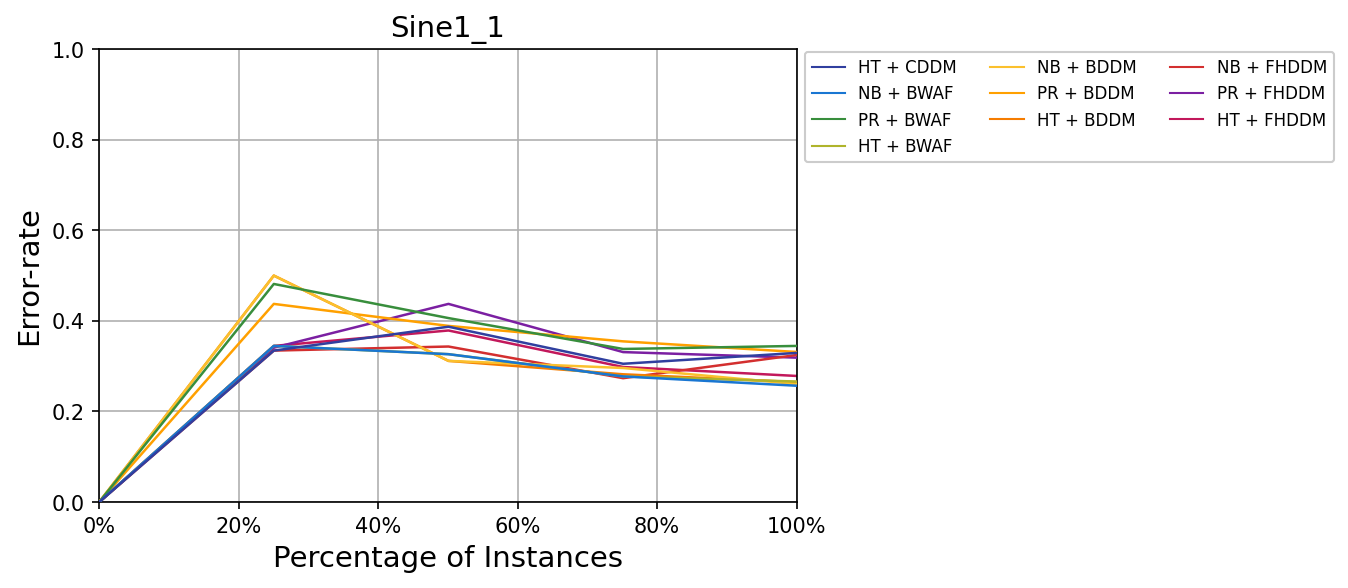 Sine1_1
Error-rate
1.0
0.8
0.6
0.4
0.2
0.0
0% 20% 40% 60% 80% 100%
Percentage of Instances
HT + CDDM
NB + BWAF
PR + BWAF
HT + BWAF
NB + BDDM
PR + BDDM
HT + BDDM
NB + FHDDM
PR + FHDDM
HT + FHDDM